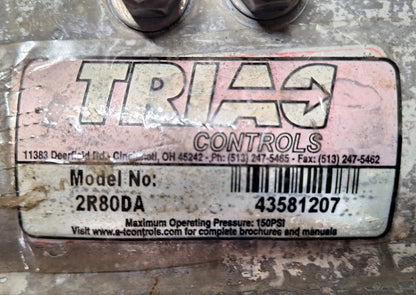 TRIAC
CONTROLS
11383 Deerfield Rd.- Cincinnati, OH 45242 - Ph: (513) 247-5465 - Fax: (513) 247-5462
Model No:
2R80DA 43581207
Maximum Operating Pressure: 150PSI
Visit www.a-tcontrols.com for complete brochures and manuals